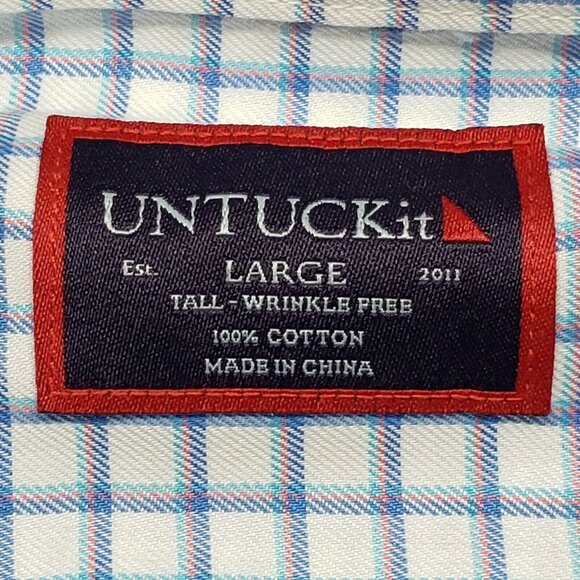 UNTUCKit
Est. LARGE 2011
TALL - WRINKLE FREE
100% COTTON
MADE IN CHINA